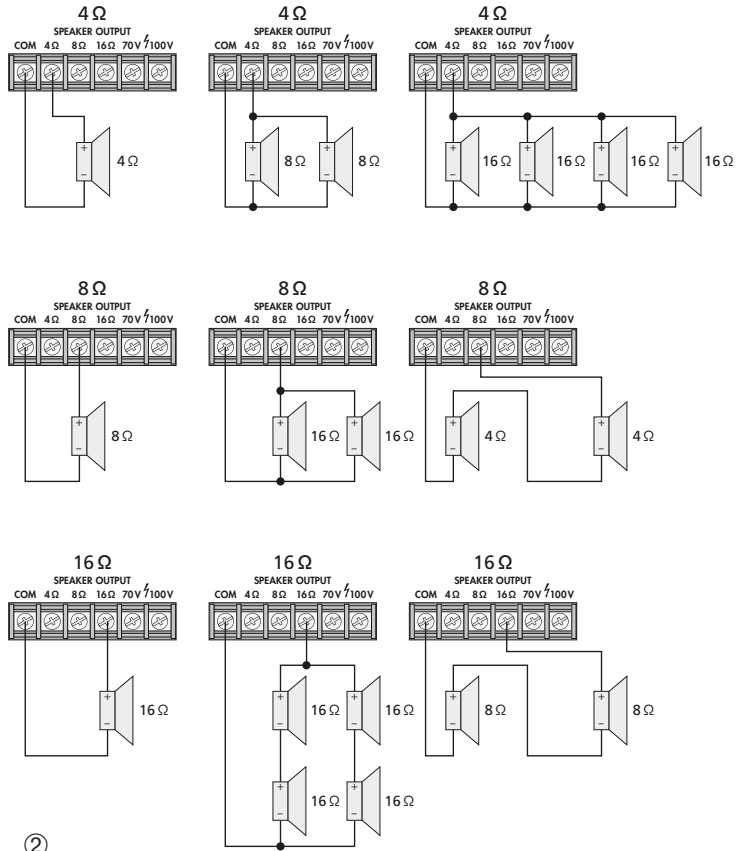 4Ω 4Ω 4Ω
SPEAKER OUTPUT SPEAKER OUTPUT SPEAKER OUTPUT
COM 4Ω 8Ω 16Ω 70V 100V COM 4Ω 8Ω 16Ω 70V 100V COM 4Ω 8Ω 16Ω 70V 100V
+ + + + + + +
4Ω 8Ω 8Ω 16Ω 16Ω 16Ω 16Ω
− − − − − − −
8Ω 8Ω 8Ω
SPEAKER OUTPUT SPEAKER OUTPUT SPEAKER OUTPUT
COM 4Ω 8Ω 16Ω 70V 100V COM 4Ω 8Ω 16Ω 70V 100V COM 4Ω 8Ω 16Ω 70V 100V
+ + + + +
8Ω 16Ω 16Ω 4Ω 4Ω
− − − − −
16Ω 16Ω 16Ω
SPEAKER OUTPUT SPEAKER OUTPUT SPEAKER OUTPUT
COM 4Ω 8Ω 16Ω 70V 100V COM 4Ω 8Ω 16Ω 70V 100V COM 4Ω 8Ω 16Ω 70V 100V
+ + + + +
16Ω 16Ω 16Ω 8Ω 8Ω
− − − − −
+ +
16Ω 16Ω
− −
②